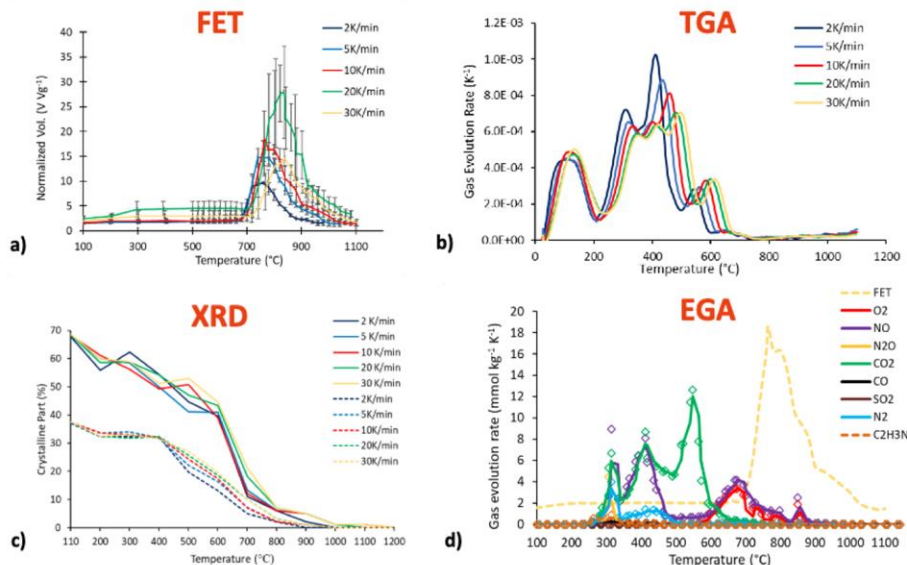 FET
2K/min
5K/min
10K/min
20K/min
30K/min
Normalized Vol. (V Vg⁻¹)
40
35
30
25
20
15
10
5
0
100 300 500 700 900 1100
Temperature (°C)
a)
TGA
2K/min
5K/min
10K/min
20K/min
30K/min
Gas Evolution Rate (K⁻¹)
1.2E-03
1.0E-03
8.0E-04
6.0E-04
4.0E-04
2.0E-04
0.0E+00
0 200 400 600 800 1000 1200
Temperature (°C)
b)
XRD
2 K/min
5 K/min
10 K/min
20 K/min
30 K/min
2K/min
5K/min
10K/min
20K/min
30K/min
Crystalline Part (%)
70
60
50
40
30
20
10
0
110 200 300 400 500 600 700 800 900 1000 1100 1200
Temperature (°C)
c)
EGA
FET
O2
NO
N2O
CO2
CO
SO2
N2
C2H3N
Gas evolution rate (mmol kg⁻¹ K⁻¹)
20
18
16
14
12
10
8
6
4
2
0
100 200 300 400 500 600 700 800 900 1000 1100
Temperature (°C)
d)